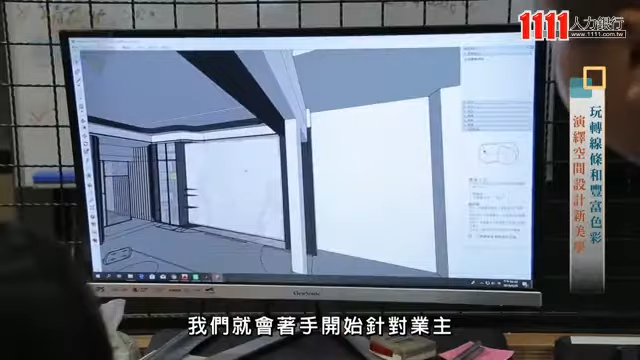 1111人力銀行
www.1111.com.tw
玩轉線條和豐富色彩
演繹空間設計新美學
ViewSonic
我們就會著手開始針對業主